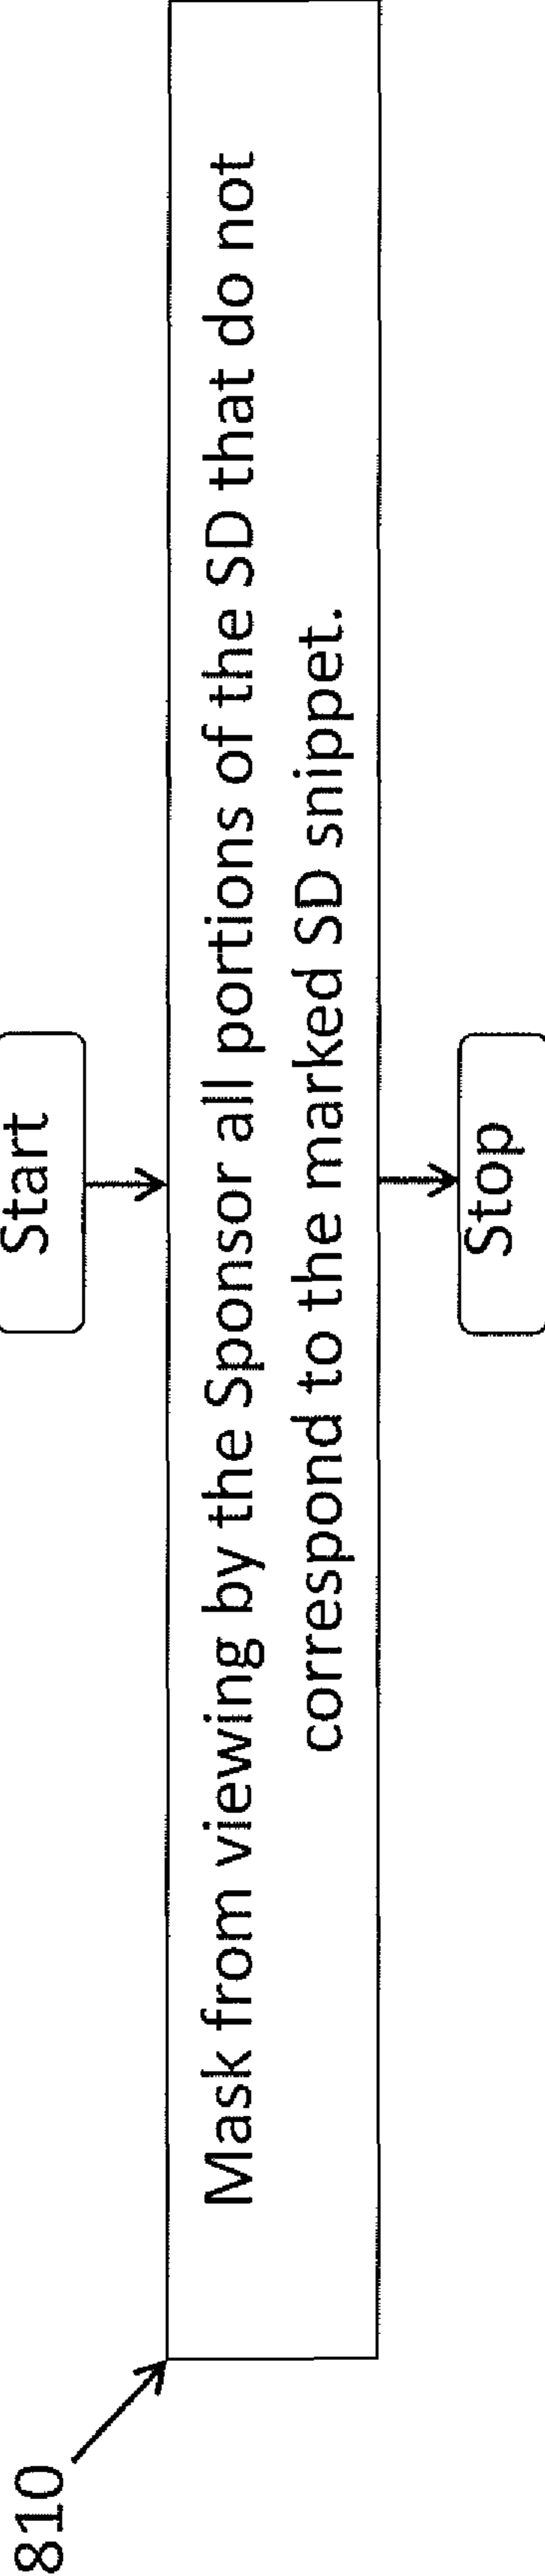 Start
810
Mask from viewing by the Sponsor all portions of the SD that do not
correspond to the marked SD snippet.
Stop